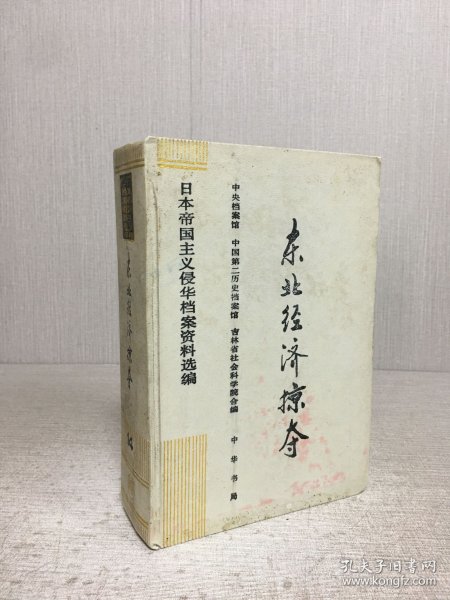 东北经济掠夺
中央档案馆 中国第二历史档案馆 吉林省社会科学院合编 中华书局
日本帝国主义侵华档案资料选编
东北经济掠夺
14
孔夫子旧书网
www.kongfz.com